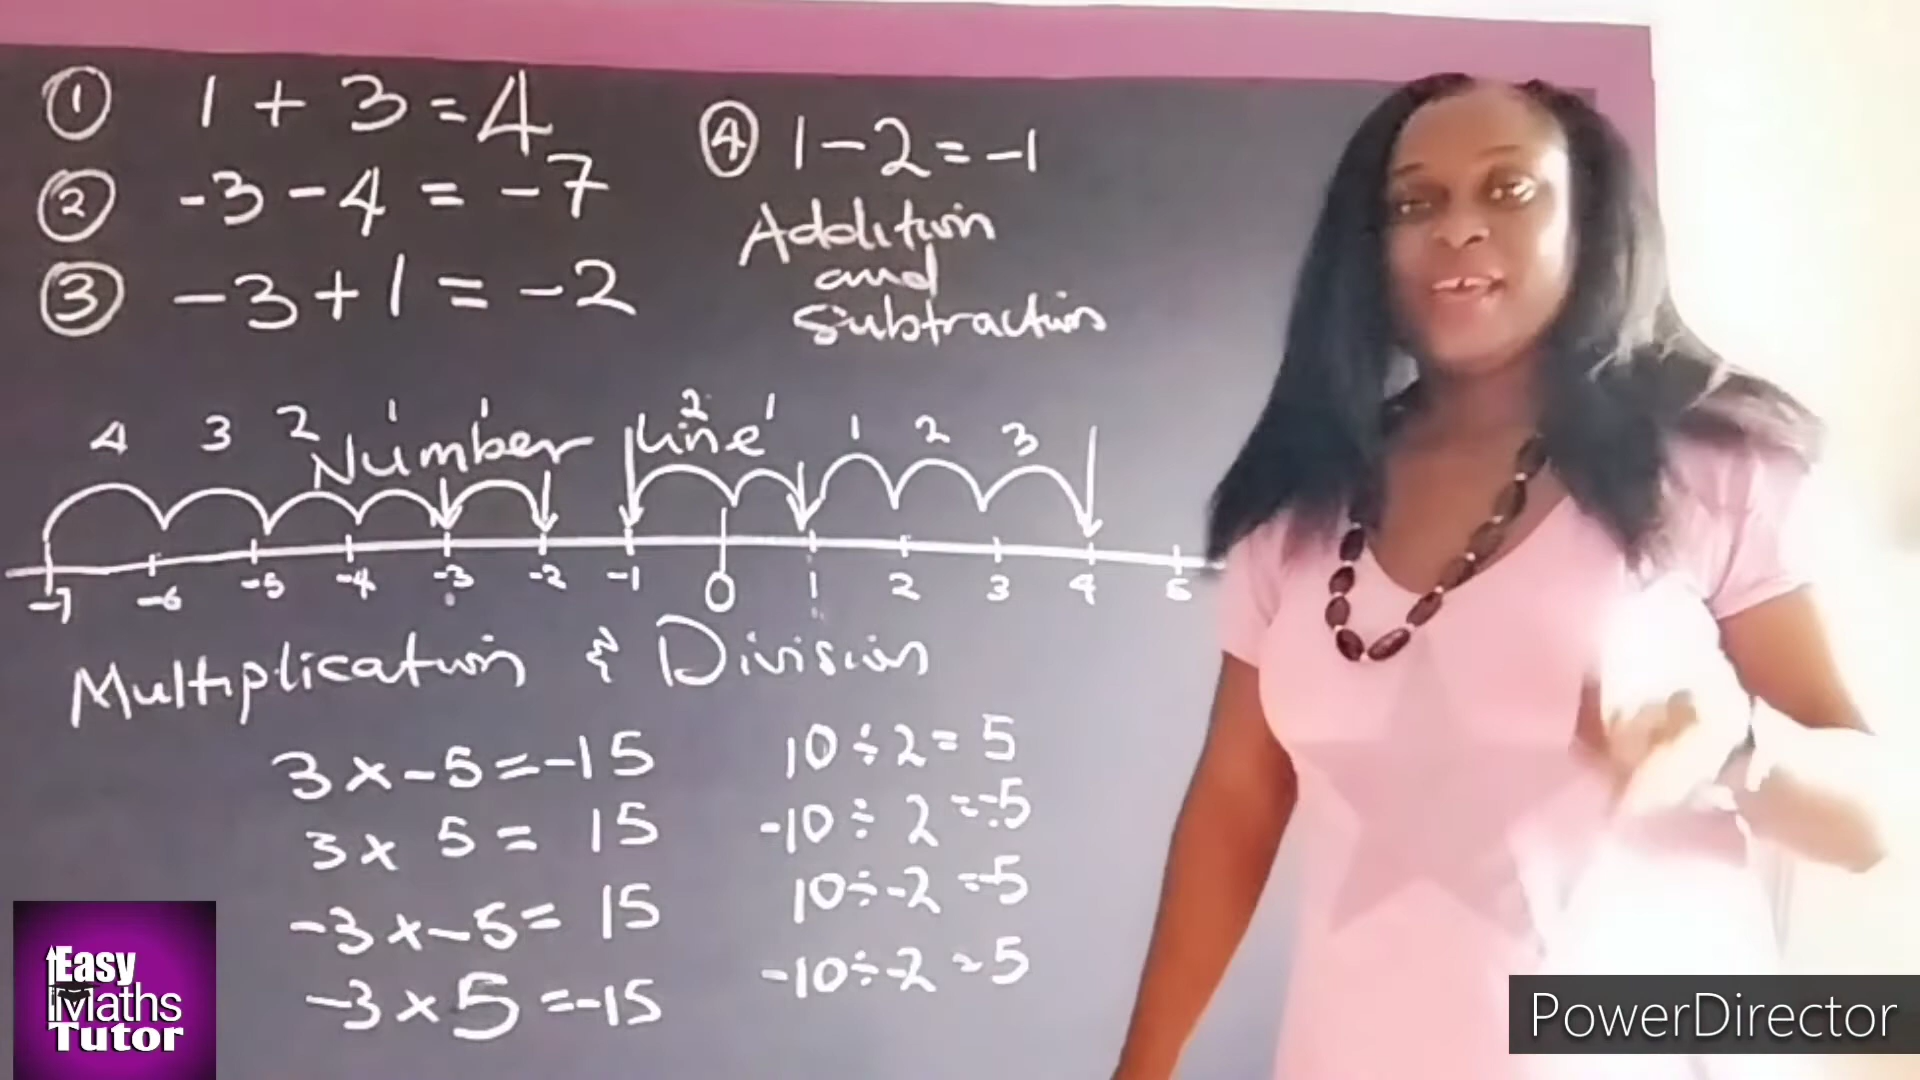 ① 1 + 3 = 4
② -3 - 4 = -7
③ -3 + 1 = -2
④ 1 - 2 = -1
Addition
and
Subtraction
4 3 2 1 1 2 1 1 2 3
Number Line
-7 -6 -5 -4 -3 -2 -1 0 1 2 3 4 5
Multiplication & Division
3 x -5 = -15
3 x 5 = 15
-3 x -5 = 15
-3 x 5 = -15
10 ÷ 2 = 5
-10 ÷ 2 = -5
10 ÷ -2 = -5
-10 ÷ -2 = 5
Easy
Maths
Tutor
PowerDirector